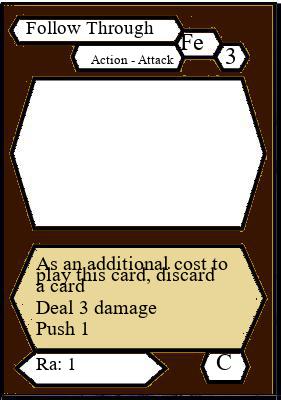 Follow Through
Fe
Action - Attack
3
As an additional cost to
play this card, discard
a card
Deal 3 damage
Push 1
Ra: 1
C